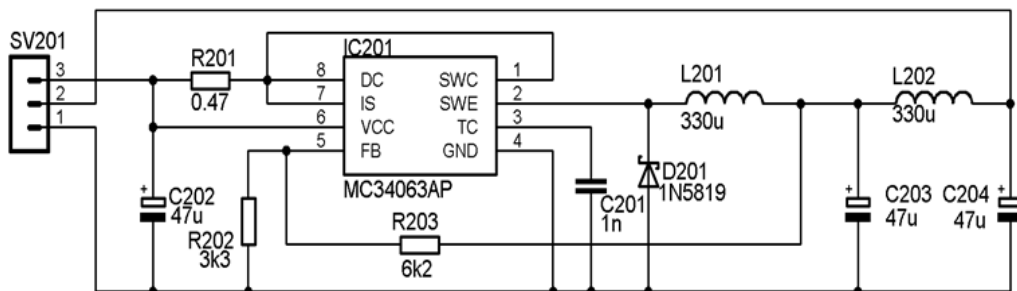 SV201
3
2
1
R201
0.47
IC201
8 DC SWC 1
7 IS SWE 2
6 VCC TC 3
5 FB GND 4
MC34063AP
L201
330u
L202
330u
+
C202
47u
R202
3k3
R203
6k2
C201
1n
D201
1N5819
+
C203
47u
C204
47u
+